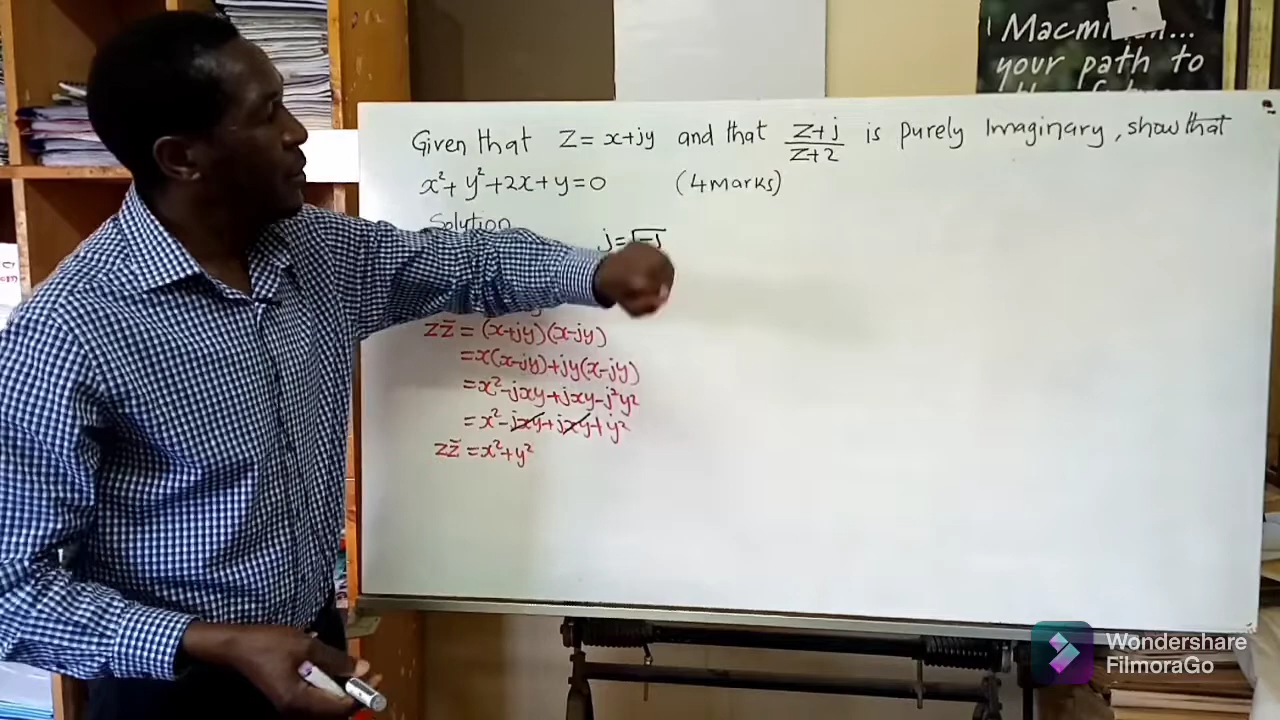 Macmi...n...
your path to
Given that Z = x+jy and that (Z+j)/(Z+2) is purely Imaginary, show that
x²+y²+2x+y=0 (4marks)
Solution
j=√-1
ZZ̄ = (x+jy)(x-jy)
=x(x-jy)+jy(x-jy)
=x²-jxy+jxy-j²y²
=x²-jxy+jxy+y²
ZZ̄ =x²+y²
Wondershare
FilmoraGo